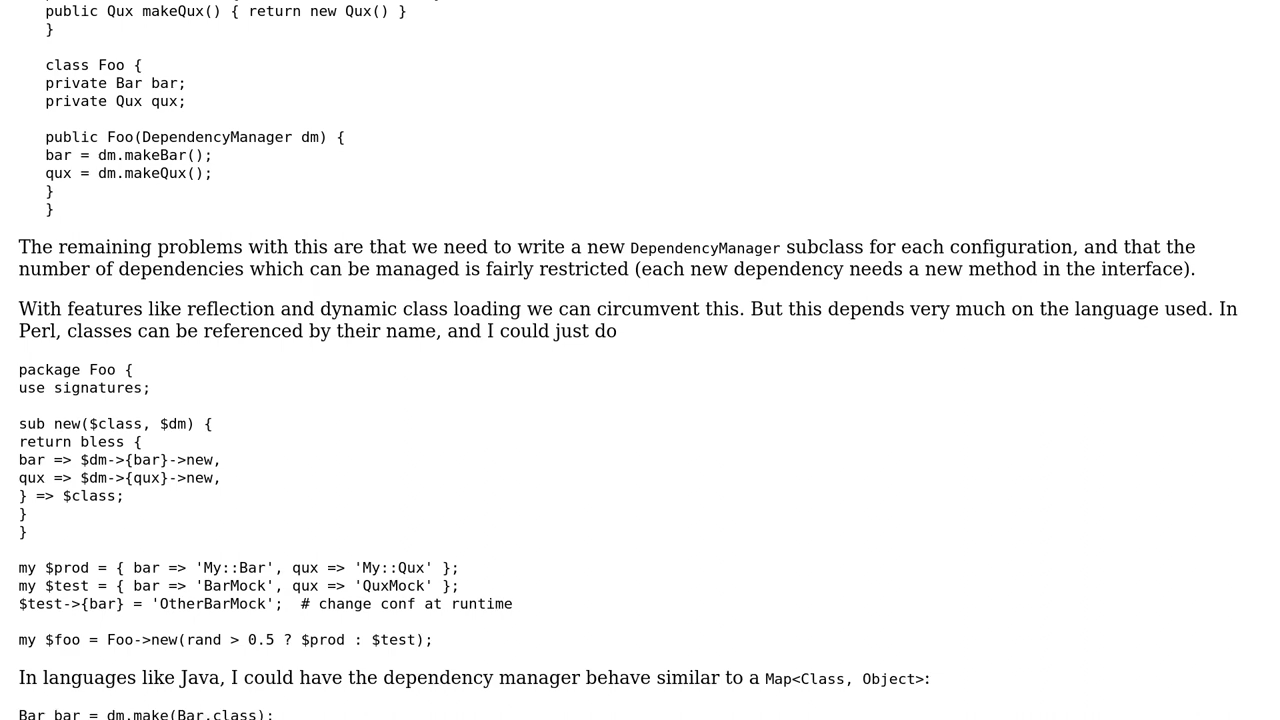 public Qux makeQux() { return new Qux() }
}
class Foo {
private Bar bar;
private Qux qux;
public Foo(DependencyManager dm) {
bar = dm.makeBar();
qux = dm.makeQux();
}
}
The remaining problems with this are that we need to write a new DependencyManager subclass for each configuration, and that the
number of dependencies which can be managed is fairly restricted (each new dependency needs a new method in the interface).
With features like reflection and dynamic class loading we can circumvent this. But this depends very much on the language used. In
Perl, classes can be referenced by their name, and I could just do
package Foo {
use signatures;
sub new($class, $dm) {
return bless {
bar => $dm->{bar}->new,
qux => $dm->{qux}->new,
} => $class;
}
}
my $prod = { bar => 'My::Bar', qux => 'My::Qux' };
my $test = { bar => 'BarMock', qux => 'QuxMock' };
$test->{bar} = 'OtherBarMock';  # change conf at runtime
my $foo = Foo->new(rand > 0.5 ? $prod : $test);
In languages like Java, I could have the dependency manager behave similar to a Map<Class, Object>:
Bar bar = dm.make(Bar.class);